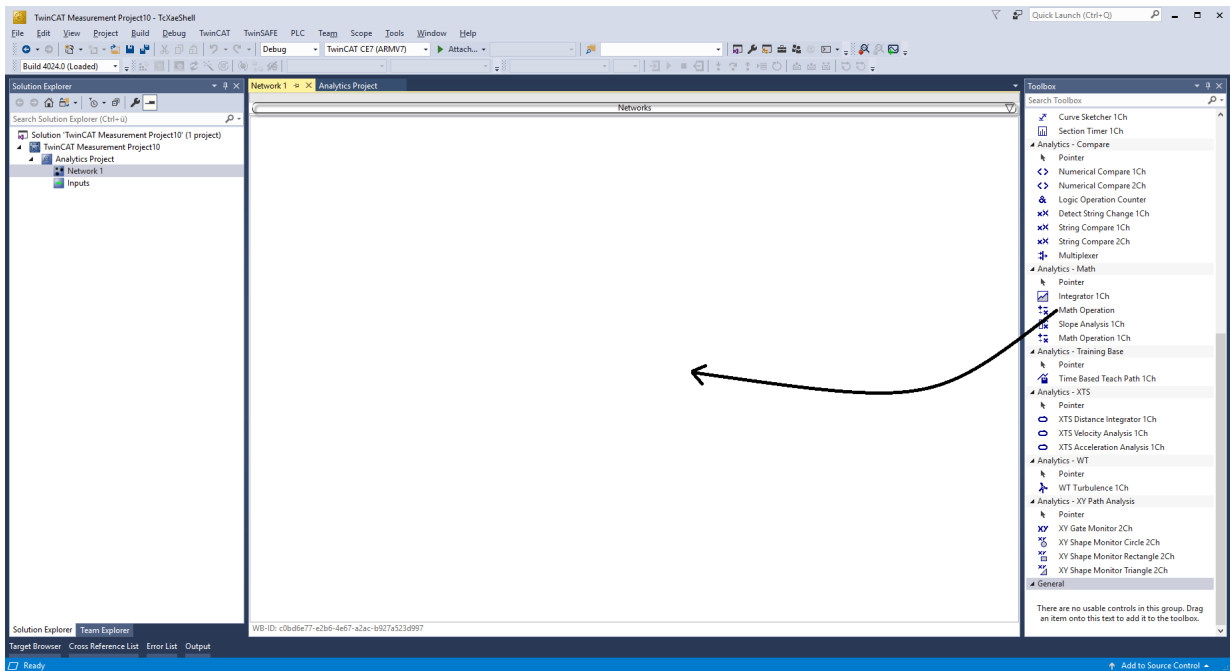 TwinCAT Measurement Project10 - TcXaeShell
Quick Launch (Ctrl+Q)
File Edit View Project Build Debug TwinCAT TwinSAFE PLC Team Scope Tools Window Help
Debug TwinCAT CE7 (ARMV7) Attach...
Build 4024.0 (Loaded)
Solution Explorer
Search Solution Explorer (Ctrl+ü)
Solution 'TwinCAT Measurement Project10' (1 project)
TwinCAT Measurement Project10
Analytics Project
Network 1
Inputs
Solution Explorer Team Explorer
Network 1 Analytics Project
Networks
WB-ID: c0bd6e77-e2b6-4e67-a2ac-b927a523d997
Toolbox
Search Toolbox
Curve Sketcher 1Ch
Section Timer 1Ch
Analytics - Compare
Pointer
Numerical Compare 1Ch
Numerical Compare 2Ch
Logic Operation Counter
Detect String Change 1Ch
String Compare 1Ch
String Compare 2Ch
Multiplexer
Analytics - Math
Pointer
Integrator 1Ch
Math Operation
Slope Analysis 1Ch
Math Operation 1Ch
Analytics - Training Base
Pointer
Time Based Teach Path 1Ch
Analytics - XTS
Pointer
XTS Distance Integrator 1Ch
XTS Velocity Analysis 1Ch
XTS Acceleration Analysis 1Ch
Analytics - WT
Pointer
WT Turbulence 1Ch
Analytics - XY Path Analysis
Pointer
XY Gate Monitor 2Ch
XY Shape Monitor Circle 2Ch
XY Shape Monitor Rectangle 2Ch
XY Shape Monitor Triangle 2Ch
General
There are no usable controls in this group. Drag
an item onto this text to add it to the toolbox.
Target Browser Cross Reference List Error List Output
Ready
Add to Source Control